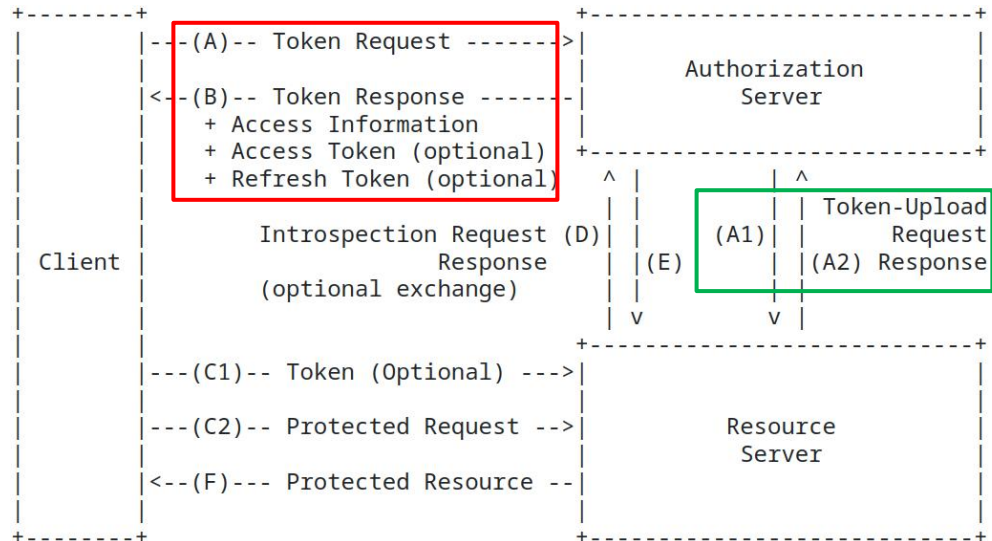 (A) Token Request
Authorization
(B) Token Response
Server
+ Access Information
+ Access Token (optional)
+ Refresh Token (optional)
Token-Upload
Introspection Request (D)
(A1)
Request
Client
Response
(E)
(A2) Response
(optional exchange)
(C1) Token (Optional)
(C2) Protected Request
Resource
Server
(F) Protected Resource